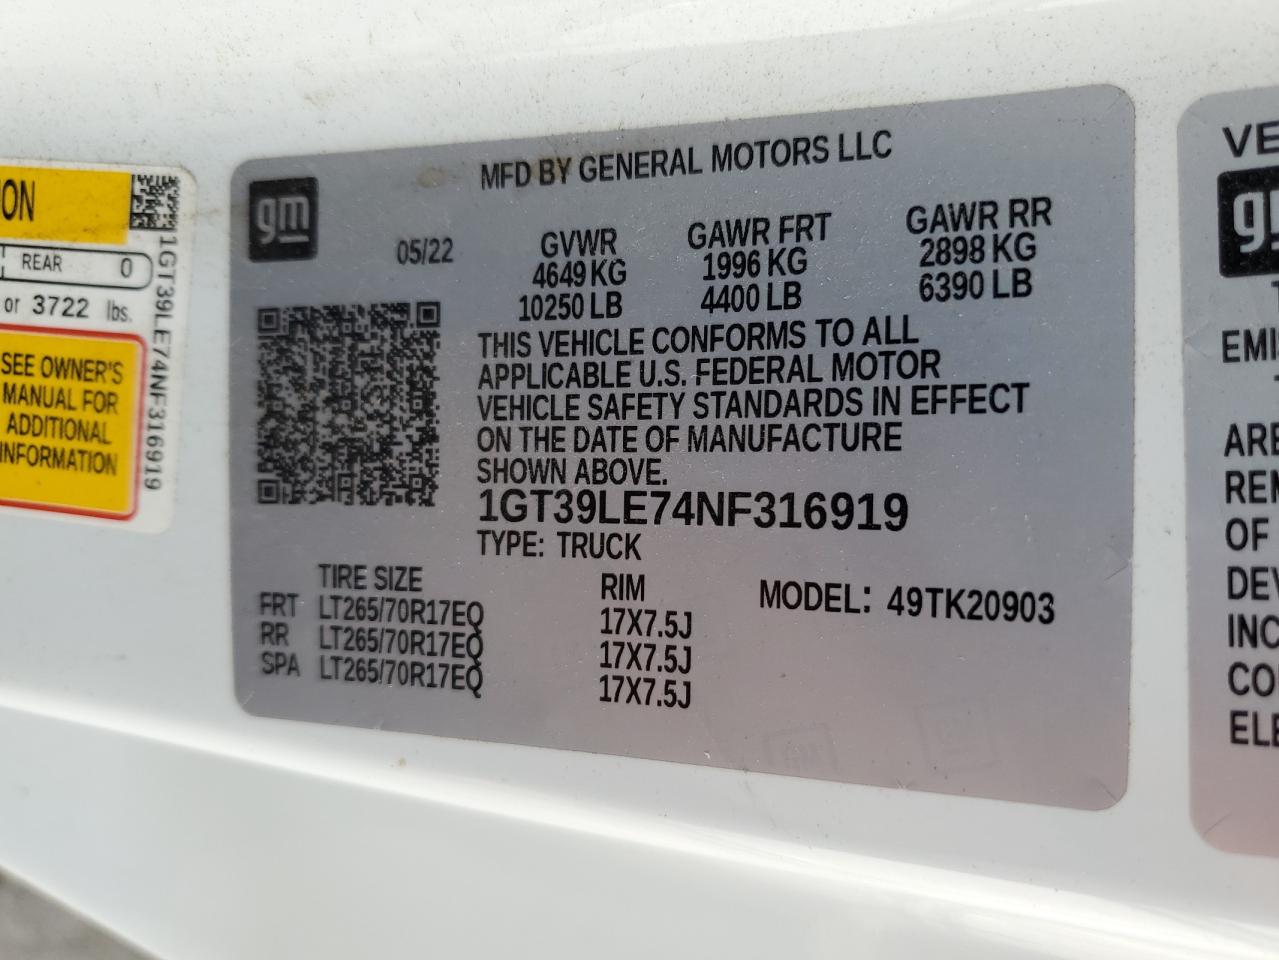 ON
REAR 0
or 3722 lbs.
SEE OWNER'S
MANUAL FOR
ADDITIONAL
INFORMATION
1GT39LE74NF316919
gm
MFD BY GENERAL MOTORS LLC
05/22
GVWR
4649 KG
10250 LB
GAWR FRT
1996 KG
4400 LB
GAWR RR
2898 KG
6390 LB
THIS VEHICLE CONFORMS TO ALL
APPLICABLE U.S. FEDERAL MOTOR
VEHICLE SAFETY STANDARDS IN EFFECT
ON THE DATE OF MANUFACTURE
SHOWN ABOVE.
1GT39LE74NF316919
TYPE: TRUCK
TIRE SIZE RIM MODEL: 49TK20903
FRT LT265/70R17EQ 17X7.5J
RR LT265/70R17EQ 17X7.5J
SPA LT265/70R17EQ 17X7.5J
VE
g
EMI
ARE
REM
OF
DEV
INC
CO
ELE